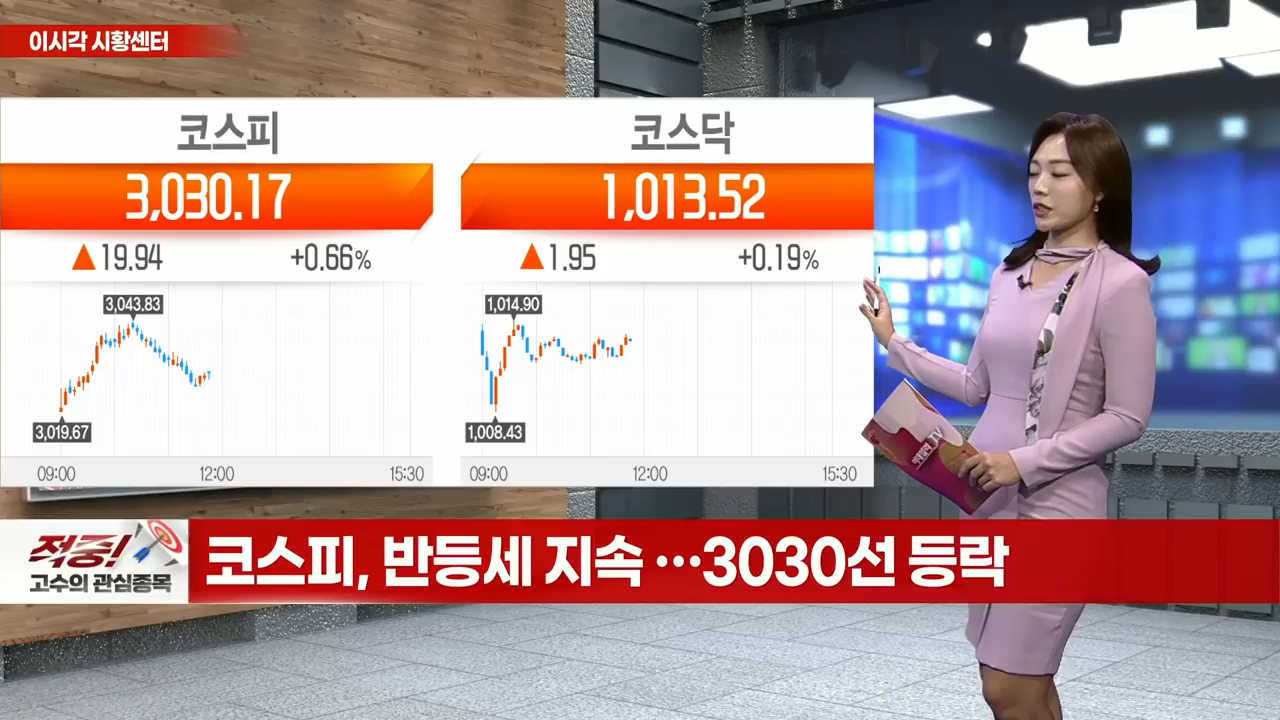 이시각 시황센터
코스피
3,030.17
▲19.94 +0.66%
3,043.83
3,019.67
09:00 12:00 15:30
코스닥
1,013.52
▲1.95 +0.19%
1,014.90
1,008.43
09:00 12:00 15:30
적중!
고수의 관심종목
코스피, 반등세 지속…3030선 등락